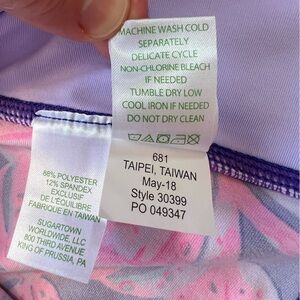 MACHINE WASH COLD
SEPARATELY
DELICATE CYCLE
NON-CHLORINE BLEACH
IF NEEDED
TUMBLE DRY LOW
COOL IRON IF NEEDED
DO NOT DRY CLEAN
681
TAIPEI, TAIWAN
May-18
Style 30399
PO 049347
88% POLYESTER
12% SPANDEX
EXCLUSIF
DE L'ÉQUILIBRE
FABRIQUE EN TAIWAN
SUGARTOWN
WORLDWIDE, LLC
800 THIRD AVENUE
KING OF PRUSSIA, PA